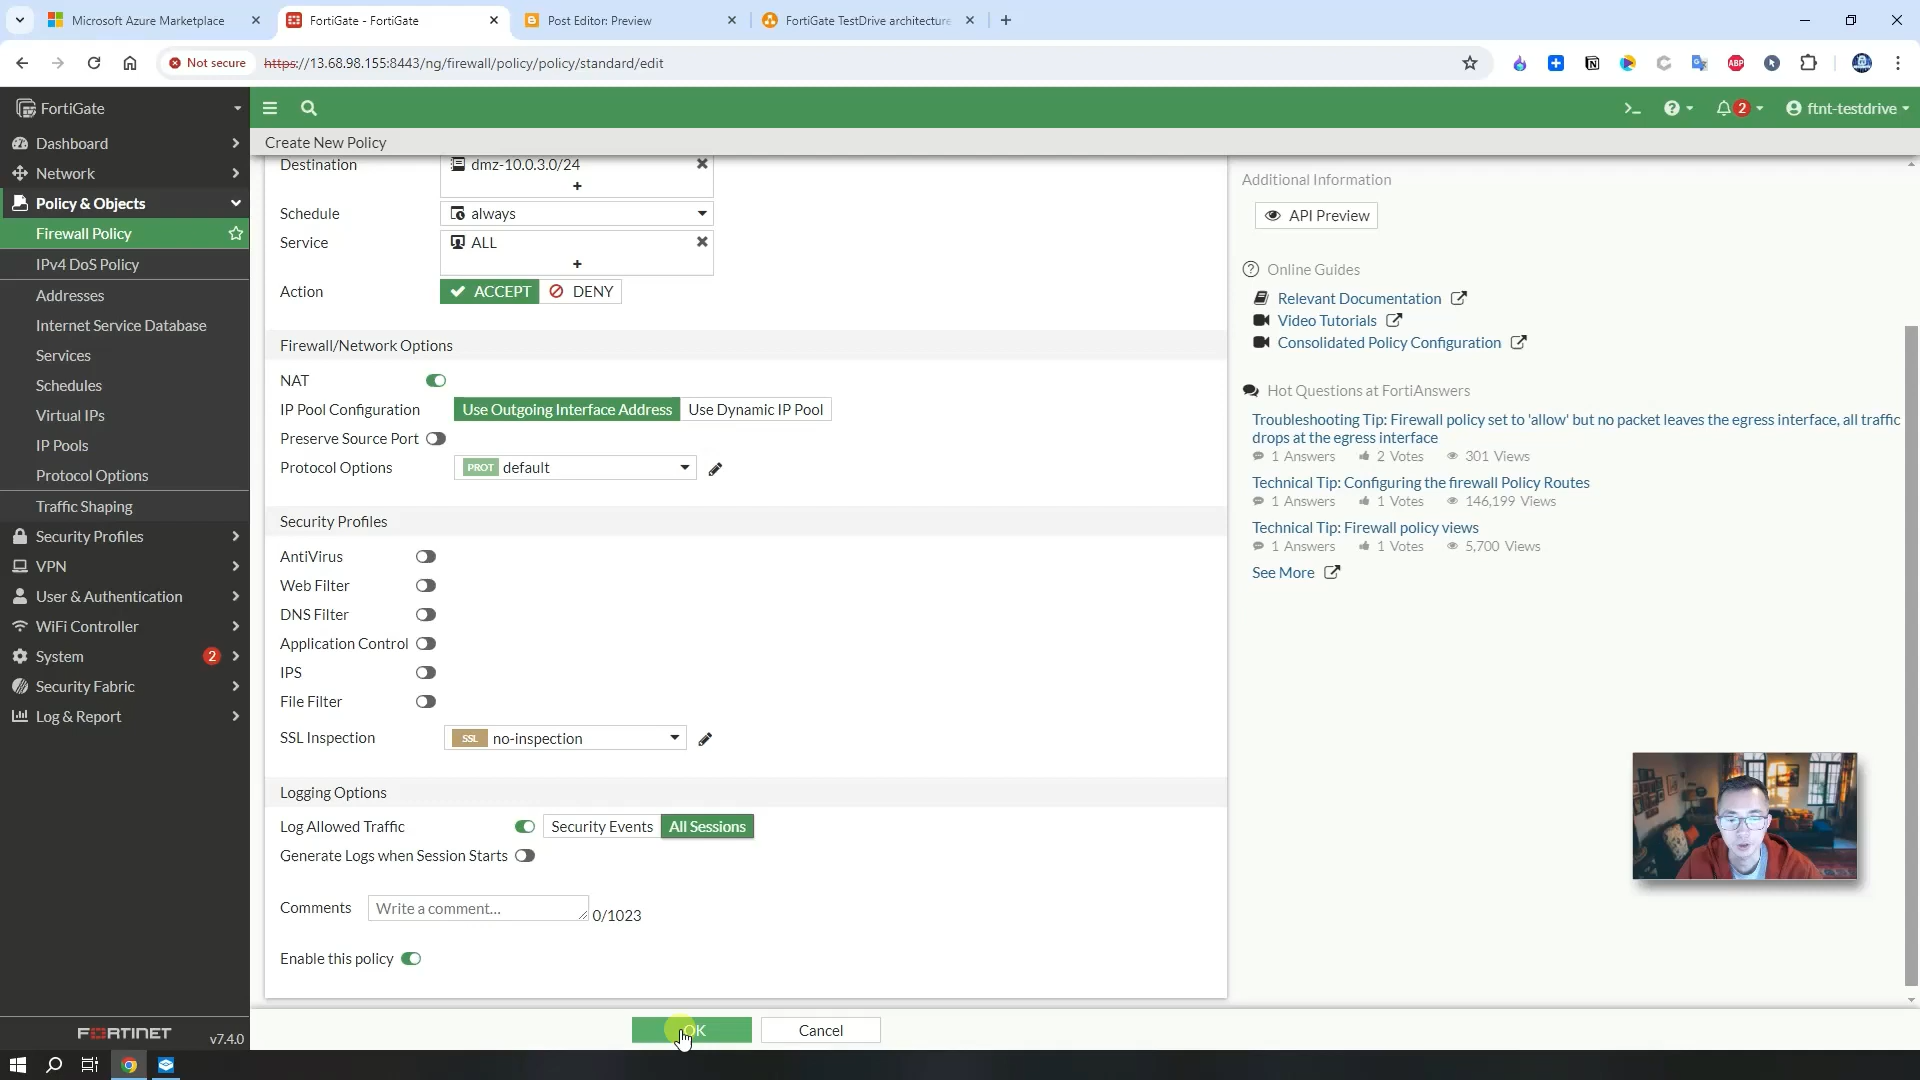 Microsoft Azure Marketplace
FortiGate - FortiGate
Post Editor: Preview
FortiGate TestDrive architecture
Not secure
https://13.68.98.155:8443/ng/firewall/policy/policy/standard/edit
ABP
FortiGate
2
ftnt-testdrive
Create New Policy
Dashboard
Network
Policy & Objects
Firewall Policy
IPv4 DoS Policy
Addresses
Internet Service Database
Services
Schedules
Virtual IPs
IP Pools
Protocol Options
Traffic Shaping
Security Profiles
VPN
User & Authentication
WiFi Controller
System 2
Security Fabric
Log & Report
FORTINET v7.4.0
Destination dmz-10.0.3.0/24
Schedule always
Service ALL
Action ACCEPT DENY
Firewall/Network Options
NAT
IP Pool Configuration Use Outgoing Interface Address Use Dynamic IP Pool
Preserve Source Port
Protocol Options PROT default
Security Profiles
AntiVirus
Web Filter
DNS Filter
Application Control
IPS
File Filter
SSL Inspection SSL no-inspection
Logging Options
Log Allowed Traffic Security Events All Sessions
Generate Logs when Session Starts
Comments Write a comment... 0/1023
Enable this policy
OK Cancel
Additional Information
API Preview
Online Guides
Relevant Documentation
Video Tutorials
Consolidated Policy Configuration
Hot Questions at FortiAnswers
Troubleshooting Tip: Firewall policy set to 'allow' but no packet leaves the egress interface, all traffic
drops at the egress interface
1 Answers 2 Votes 301 Views
Technical Tip: Configuring the firewall Policy Routes
1 Answers 1 Votes 146,199 Views
Technical Tip: Firewall policy views
1 Answers 1 Votes 5,700 Views
See More